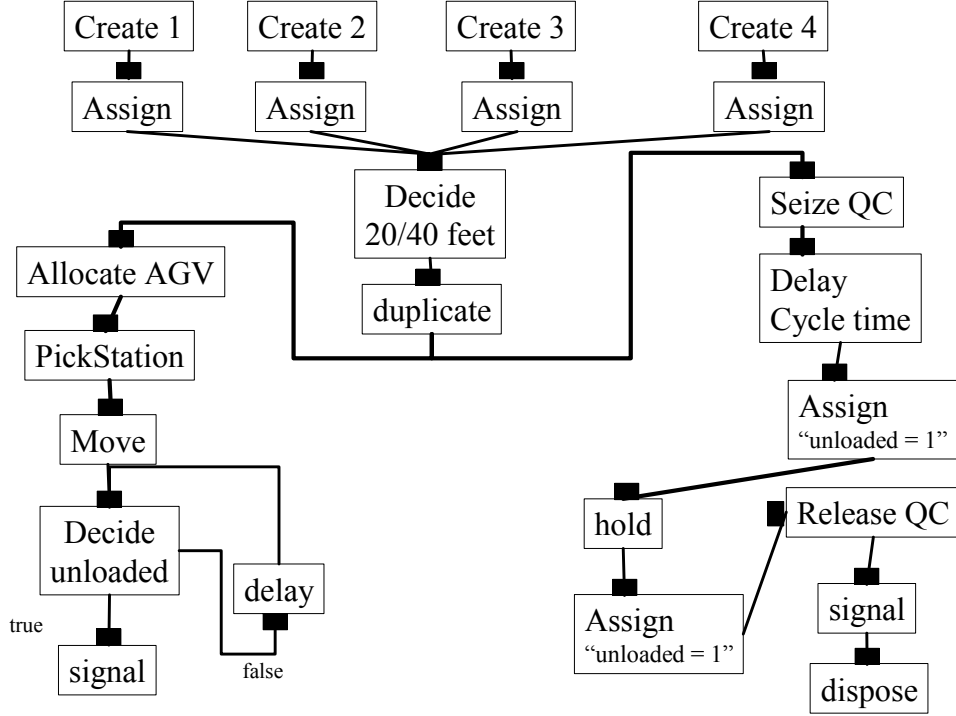 Create 1
Create 2
Create 3
Create 4
Assign
Assign
Assign
Assign
Decide
20/40 feet
Seize QC
Allocate AGV
duplicate
Delay
Cycle time
PickStation
Assign
“unloaded = 1”
Move
Decide
unloaded
hold
Release QC
delay
Assign
“unloaded = 1”
signal
true
false
signal
dispose